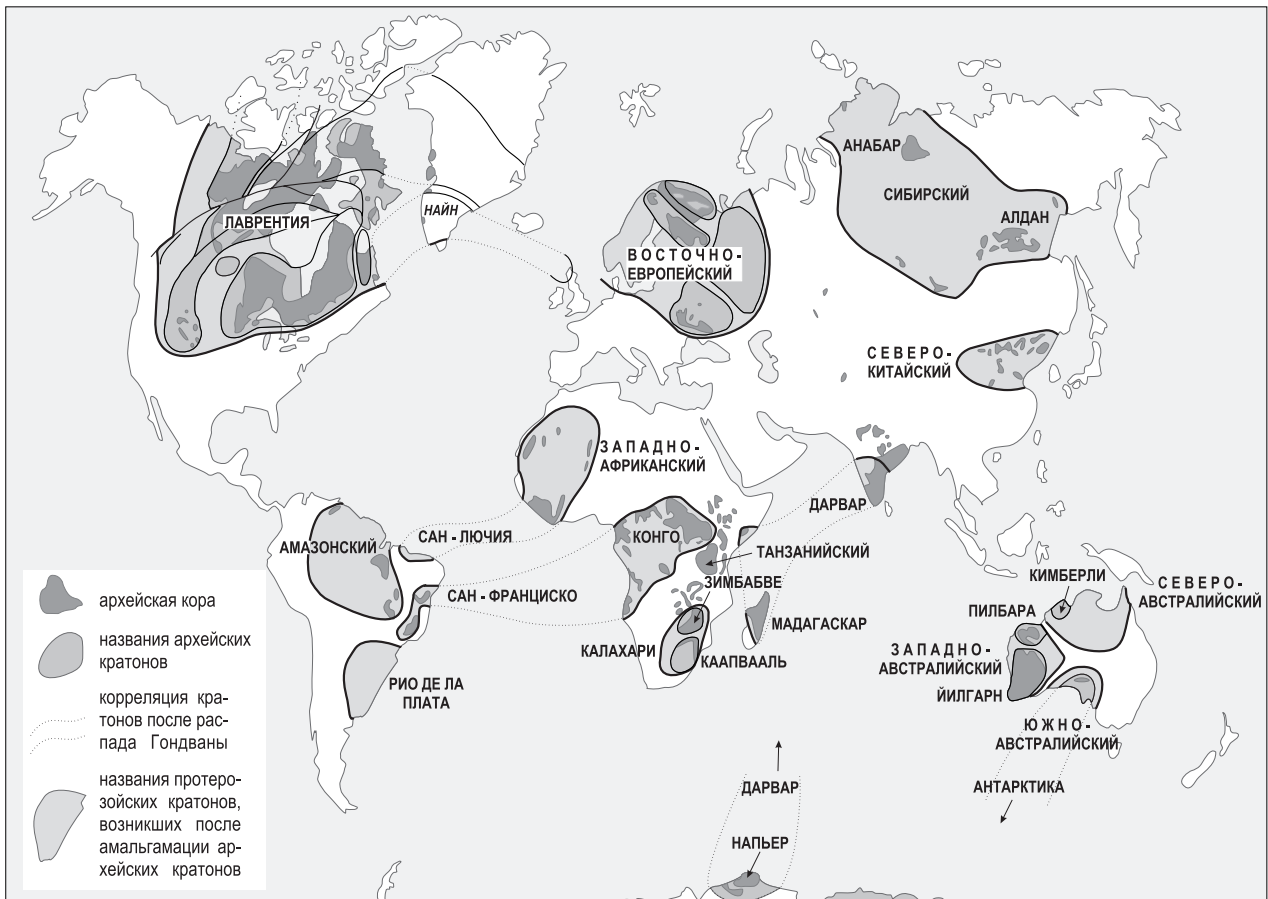 АНАБАР
СИБИРСКИЙ
АЛДАН
ЛАВРЕНТИЯ
НАЙН
ВОСТОЧНО-
ЕВРОПЕЙСКИЙ
СЕВЕРО-
КИТАЙСКИЙ
ЗАПАДНО-
АФРИКАНСКИЙ
ДАРВАР
САН - ЛЮЧИЯ
АМАЗОНСКИЙ
КОНГО
ТАНЗАНИЙСКИЙ
ЗИМБАБВЕ
САН - ФРАНЦИСКО
МАДАГАСКАР
КАЛАХАРИ
КААПВААЛЬ
РИО ДЕ ЛА
ПЛАТА
КИМБЕРЛИ
СЕВЕРО-
АВСТРАЛИЙСКИЙ
ПИЛБАРА
ЗАПАДНО-
АВСТРАЛИЙСКИЙ
ЙИЛГАРН
ЮЖНО-
АВСТРАЛИЙСКИЙ
АНТАРКТИКА
ДАРВАР
НАПЬЕР
архейская кора
названия архейских
кратонов
корреляция кра-
тонов после рас-
пада Гондваны
названия протеро-
зойских кратонов,
возникших после
амальгамации ар-
хейских кратонов